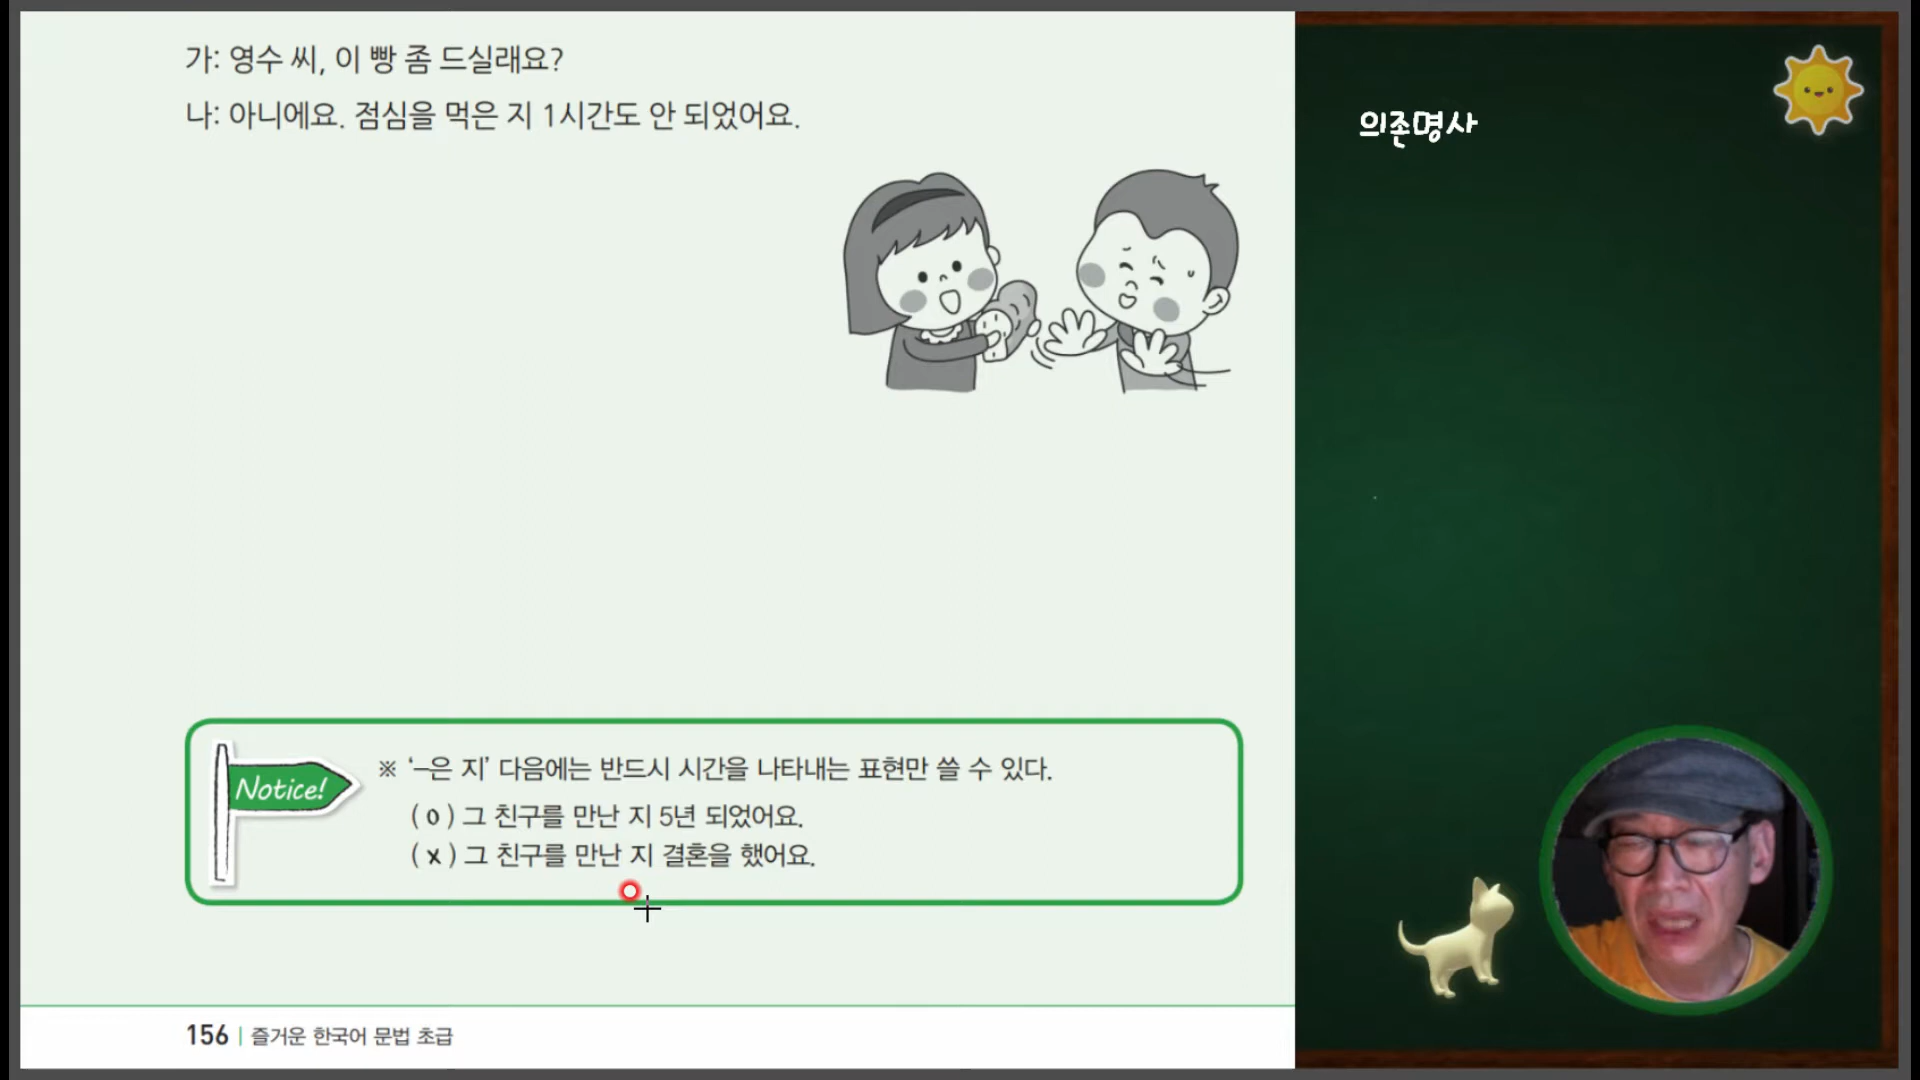 가: 영수 씨, 이 빵 좀 드실래요?
나: 아니에요. 점심을 먹은 지 1시간도 안 되었어요.
의존명사
Notice!
※ ‘–은 지’ 다음에는 반드시 시간을 나타내는 표현만 쓸 수 있다.
( o ) 그 친구를 만난 지 5년 되었어요.
( x ) 그 친구를 만난 지 결혼을 했어요.
156 | 즐거운 한국어 문법 초급